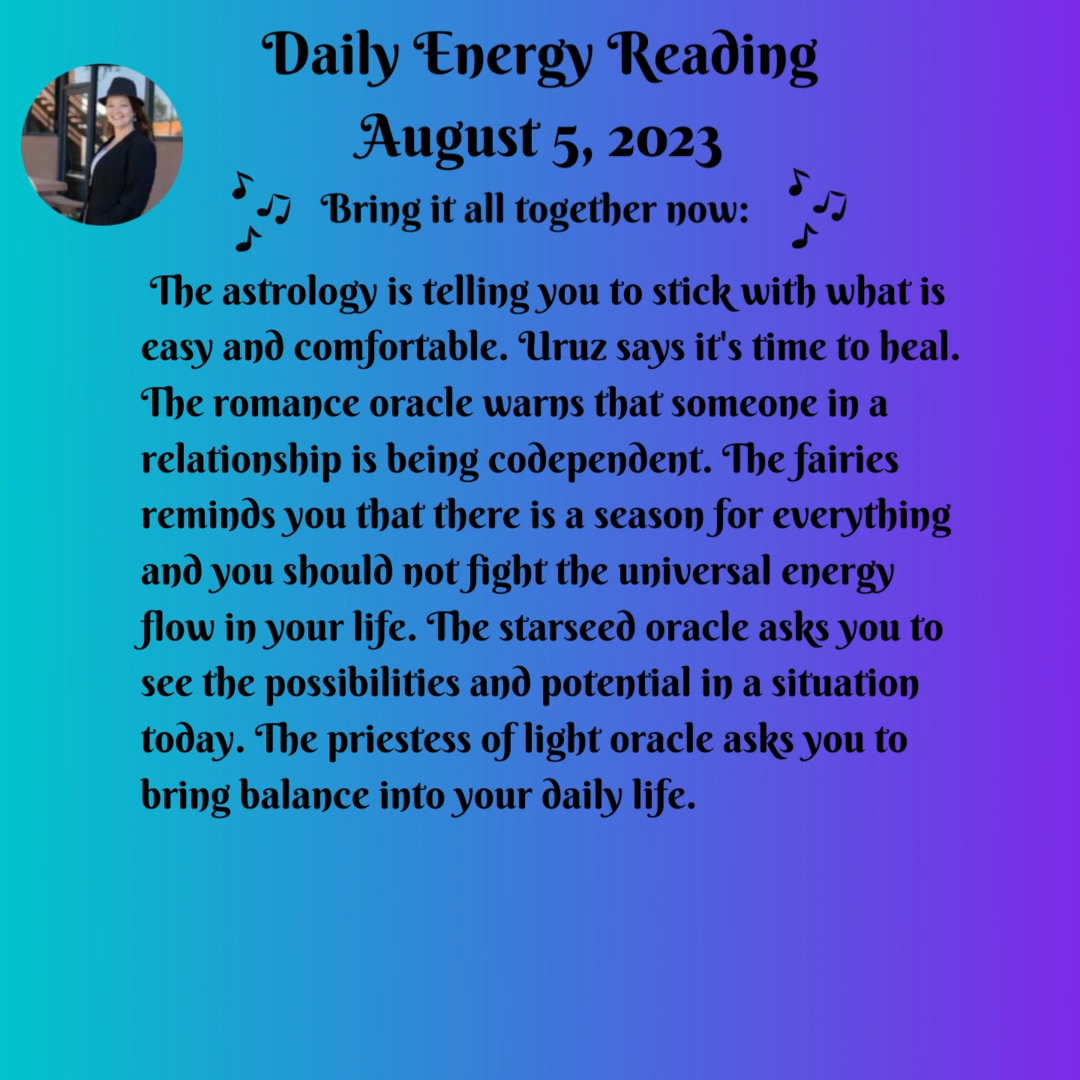 Daily Energy Reading
August 5, 2023
Bring it all together now:
The astrology is telling you to stick with what is
easy and comfortable. Uruz says it's time to heal.
The romance oracle warns that someone in a
relationship is being codependent. The fairies
reminds you that there is a season for everything
and you should not fight the universal energy
flow in your life. The starseed oracle asks you to
see the possibilities and potential in a situation
today. The priestess of light oracle asks you to
bring balance into your daily life.